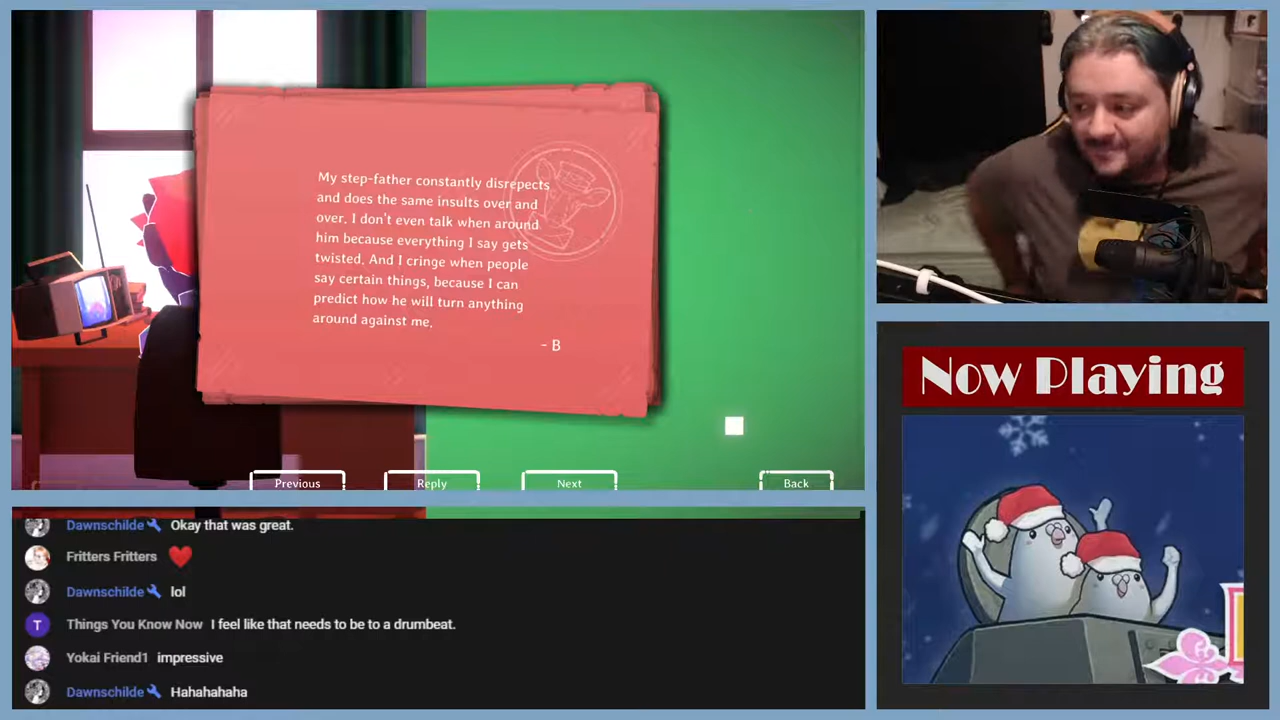 My step-father constantly disrepects
and does the same insults over and
over. I don't even talk when around
him because everything I say gets
twisted. And I cringe when people
say certain things, because I can
predict how he will turn anything
around against me.
- B
Previous
Reply
Next
Back
Now Playing
Dawnschilde Okay that was great.
Fritters Fritters
Dawnschilde lol
T Things You Know Now I feel like that needs to be to a drumbeat.
Yokai Friend1 impressive
Dawnschilde Hahahahaha